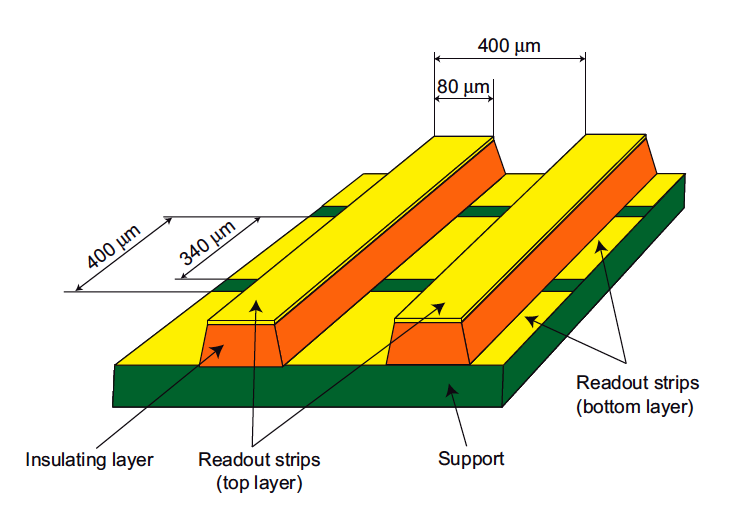 400 μm
80 μm
400 μm
340 μm
Readout strips
(bottom layer)
Insulating layer
Readout strips
(top layer)
Support